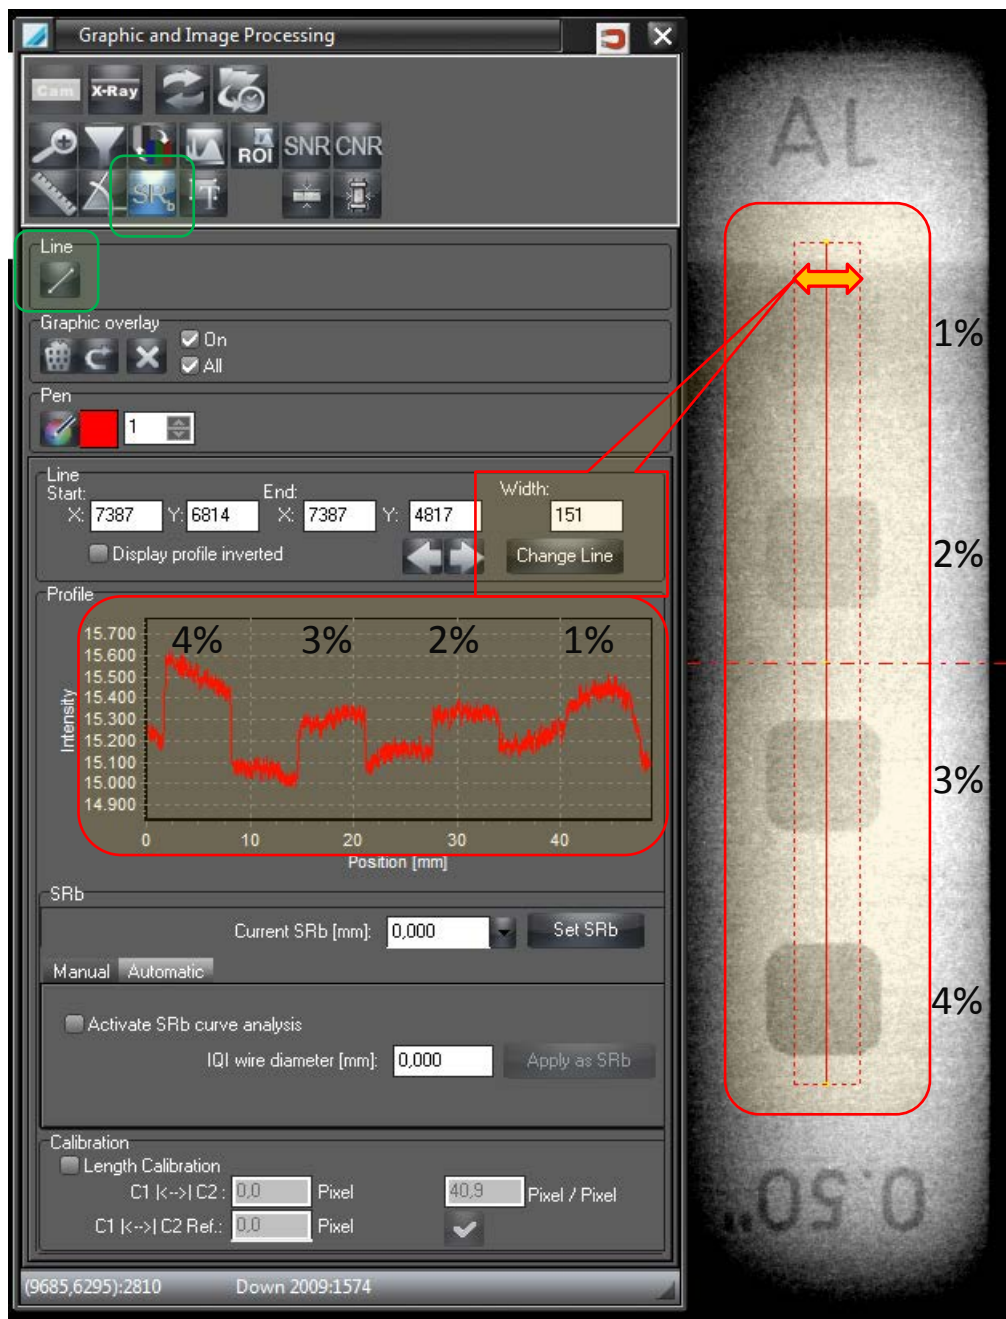 Graphic and Image Processing
Cam X-Ray
ROI SNR CNR
SRb T
Line
Graphic overlay
On
All
Pen
1
Line
Start: End: Width:
X: 7387 Y: 6814 X: 7387 Y: 4817 151
Display profile inverted Change Line
Profile
4% 3% 2% 1%
15.700
15.600
15.500
15.400
15.300
15.200
15.100
15.000
14.900
Intensity
0 10 20 30 40
Position [mm]
SRb
Current SRb [mm]: 0,000 Set SRb
Manual Automatic
Activate SRb curve analysis
IQI wire diameter [mm]: 0,000 Apply as SRb
Calibration
Length Calibration
C1 |<-->| C2 : 0,0 Pixel 40,9 Pixel / Pixel
C1 |<-->| C2 Ref.: 0,0 Pixel
(9685,6295):2810 Down 2009:1574
AL
1%
2%
3%
4%
0.50"